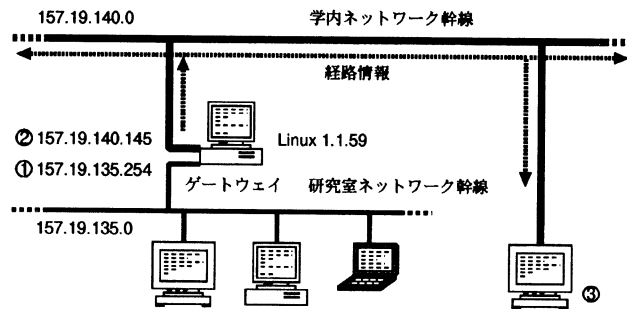 157.19.140.0 学内ネットワーク幹線
経路情報
② 157.19.140.145 Linux 1.1.59
① 157.19.135.254
ゲートウェイ 研究室ネットワーク幹線
157.19.135.0
③